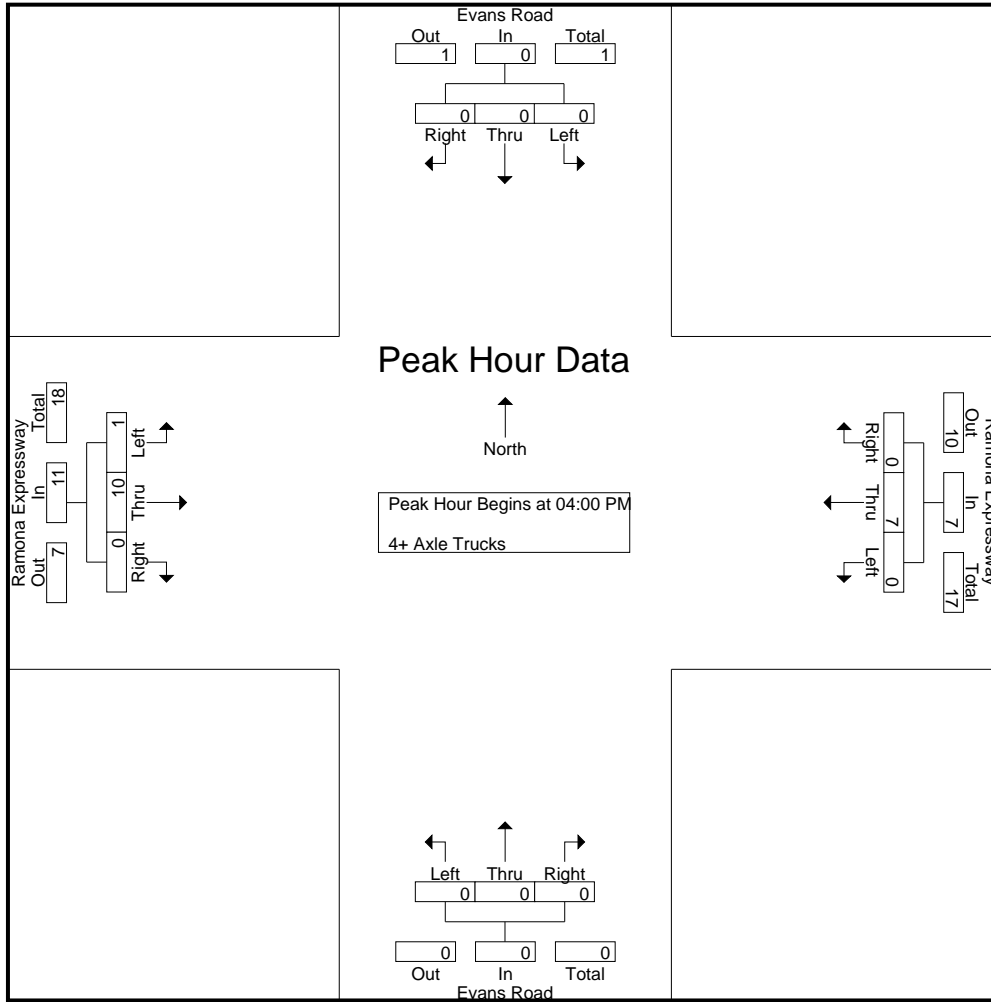 Evans Road
Out In Total
1 0 1
0 0 0
Right Thru Left
Peak Hour Data
North
Peak Hour Begins at 04:00 PM
4+ Axle Trucks
Ramona Expressway
Total In Out
18 11 7
1 10 0
Left Thru Right
Right Thru Left
0 7 0
Out In Total
10 7 17
Ramona Expressway
Left Thru Right
0 0 0
0 0 0
Out In Total
Evans Road